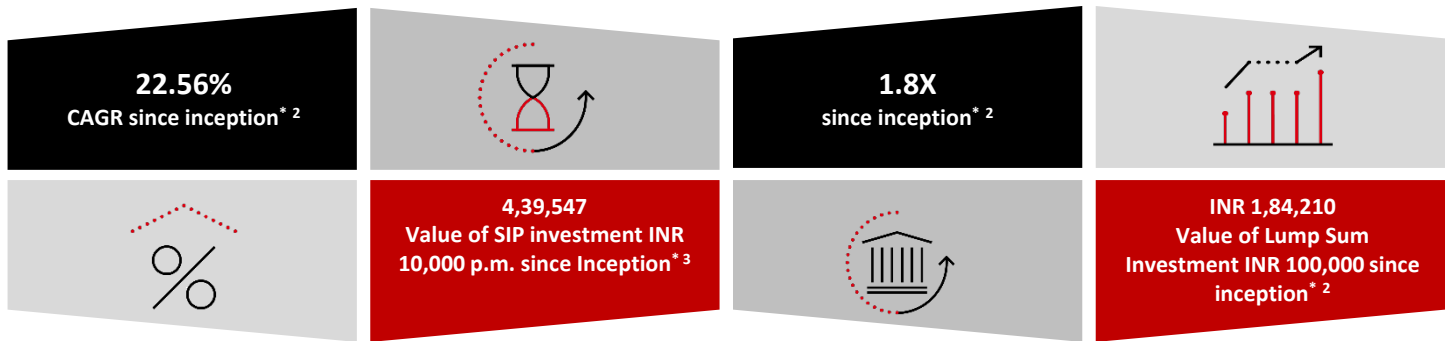 22.56%
CAGR since inception* 2
1.8X
since inception* 2
4,39,547
Value of SIP investment INR
10,000 p.m. since Inception* 3
INR 1,84,210
Value of Lump Sum
Investment INR 100,000 since
inception* 2